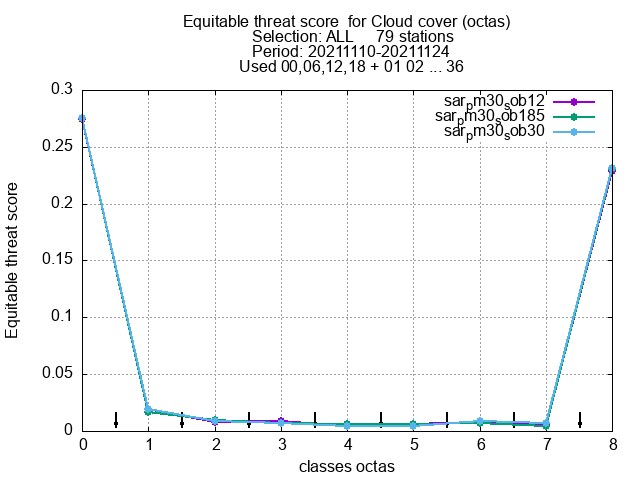 Equitable threat score  for Cloud cover (octas)
Selection: ALL     79 stations
Period: 20211110-20211124
Used 00,06,12,18 + 01 02 ... 36
sar_pm30_sob12
sar_pm30_sob185
sar_pm30_sob30
0.3
0.25
0.2
0.15
0.1
0.05
0
Equitable threat score
0 1 2 3 4 5 6 7 8
classes octas